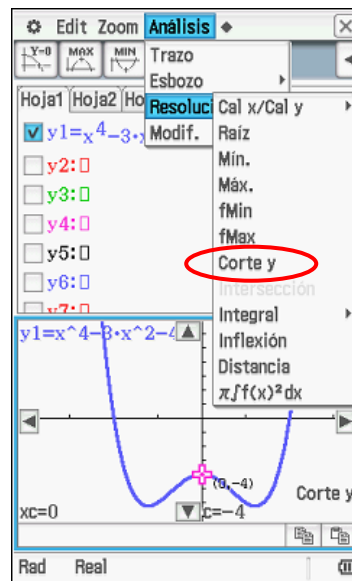 Edit Zoom Análisis
Y=0 MAX MIN Trazo
Esbozo
Hoja1 Hoja2 Ho Resoluci Cal x/Cal y
y1=x^4-3· Modif. Raíz
Mín.
y2:
Máx.
y3:
fMin
y4:
fMax
y5:
Corte y
y6:
Intersección
y7:
Integral
y1=x^4-3·x^2-4
Inflexión
Distancia
π∫f(x)²dx
(0,-4)
Corte y
xc=0 c=-4
Rad Real